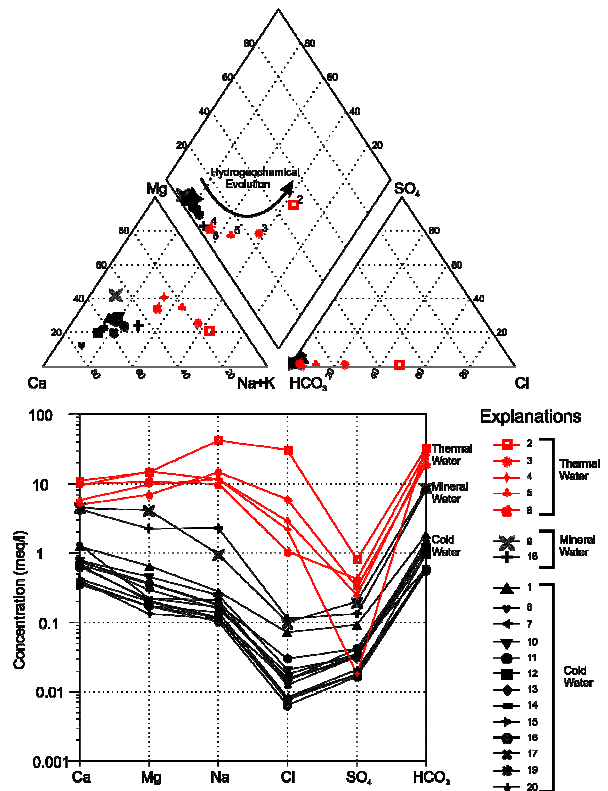 80
80
60
60
40
40
20
20
Hydrogeochemical
Evolution
Mg
SO4
2
4
6
5
3
80
80
60
60
40
40
20
20
80
60
40
20
20
40
60
80
Ca
Na+K
HCO3
Cl
100
10
1
0.1
0.01
0.001
Concentration (meq/l)
Thermal
Water
Mineral
Water
Cold
Water
Ca
Mg
Na
Cl
SO4
HCO3
Explanations
2
3
4
5
6
Thermal
Water
9
18
Mineral
Water
1
8
7
10
11
12
13
14
15
16
17
19
20
Cold
Water